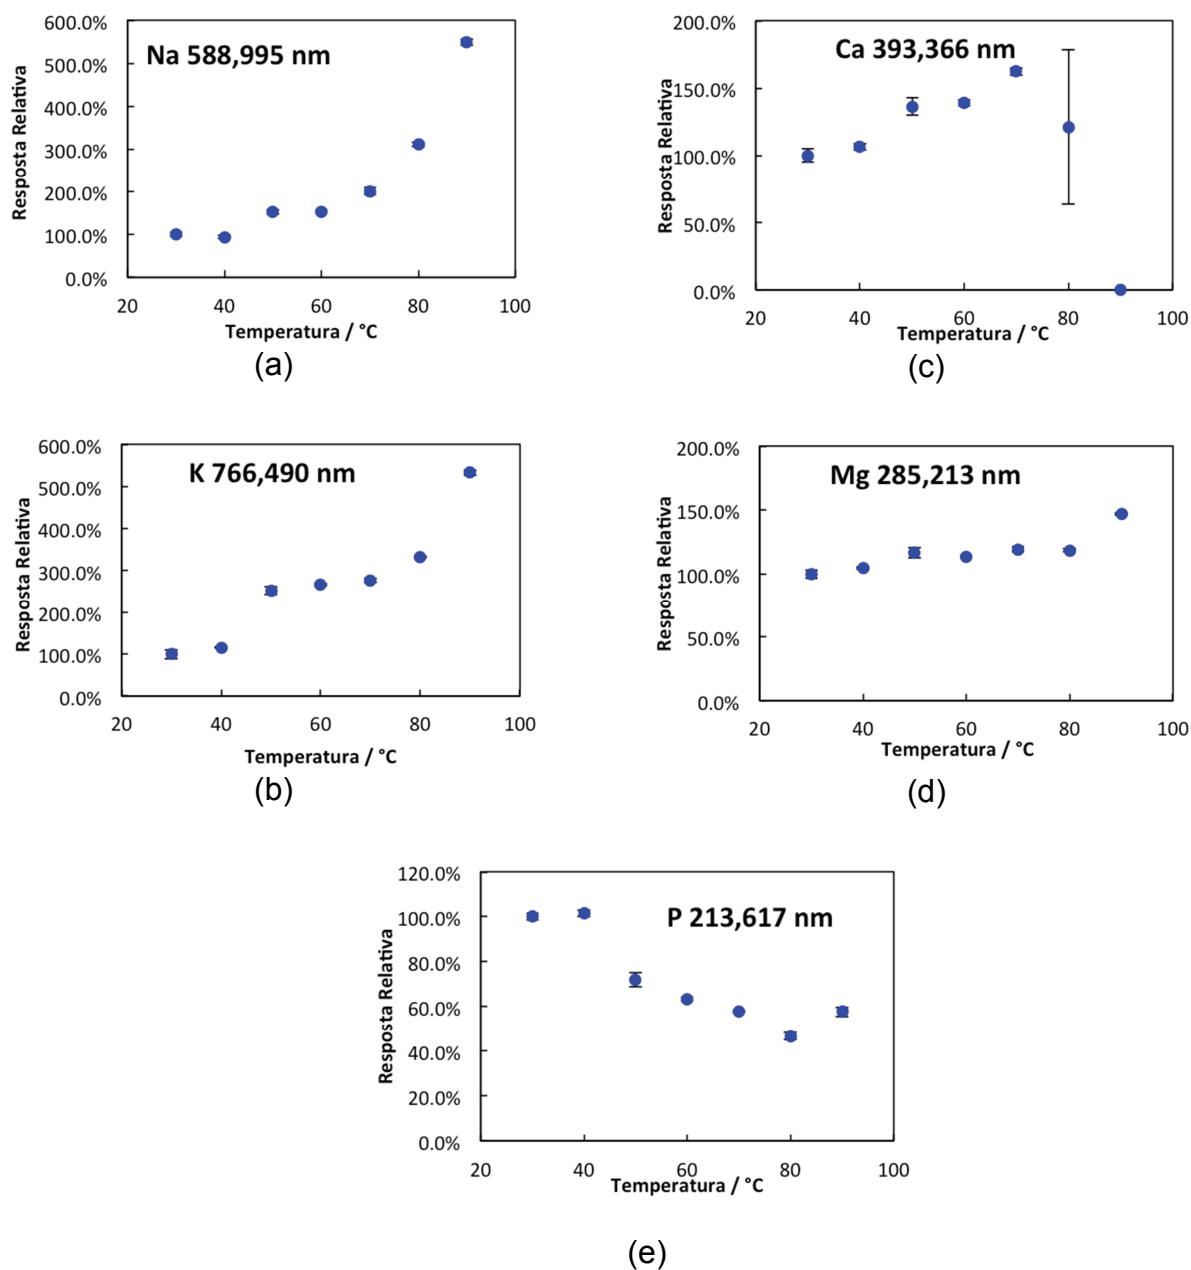 Na 588,995 nm
Resposta Relativa
600.0%
500.0%
400.0%
300.0%
200.0%
100.0%
0.0%
20 40 60 80 100
Temperatura / °C
(a)
Ca 393,366 nm
Resposta Relativa
200.0%
150.0%
100.0%
50.0%
0.0%
20 40 60 80 100
Temperatura / °C
(c)
K 766,490 nm
Resposta Relativa
600.0%
500.0%
400.0%
300.0%
200.0%
100.0%
0.0%
20 40 60 80 100
Temperatura / °C
(b)
Mg 285,213 nm
Resposta Relativa
200.0%
150.0%
100.0%
50.0%
0.0%
20 40 60 80 100
Temperatura / °C
(d)
P 213,617 nm
Resposta Relativa
120.0%
100.0%
80.0%
60.0%
40.0%
20.0%
0.0%
20 40 60 80 100
Temperatura / °C
(e)